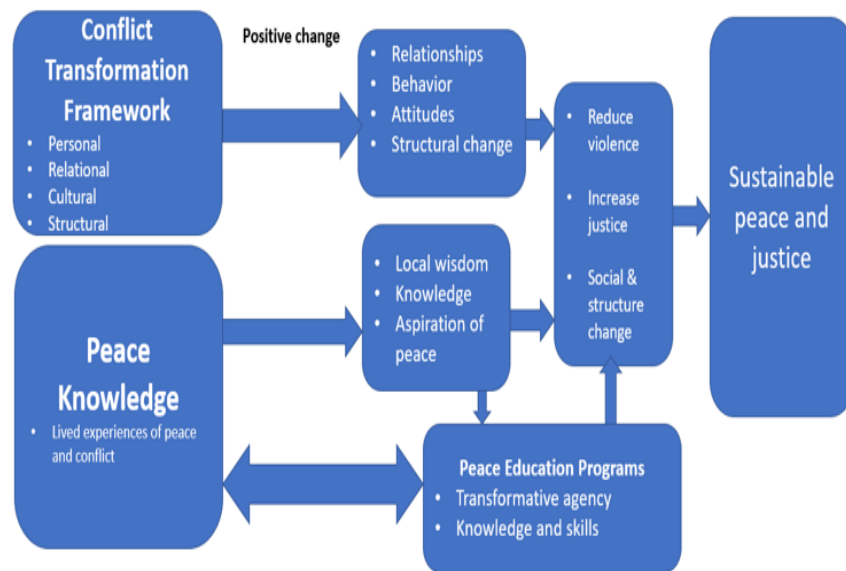 Conflict
Transformation
Framework
• Personal
• Relational
• Cultural
• Structural
Positive change
• Relationships
• Behavior
• Attitudes
• Structural change
• Reduce
violence
• Increase
justice
• Social &
structure
change
Sustainable
peace and
justice
Peace
Knowledge
• Lived experiences of peace
and conflict
• Local wisdom
• Knowledge
• Aspiration of
peace
Peace Education Programs
• Transformative agency
• Knowledge and skills